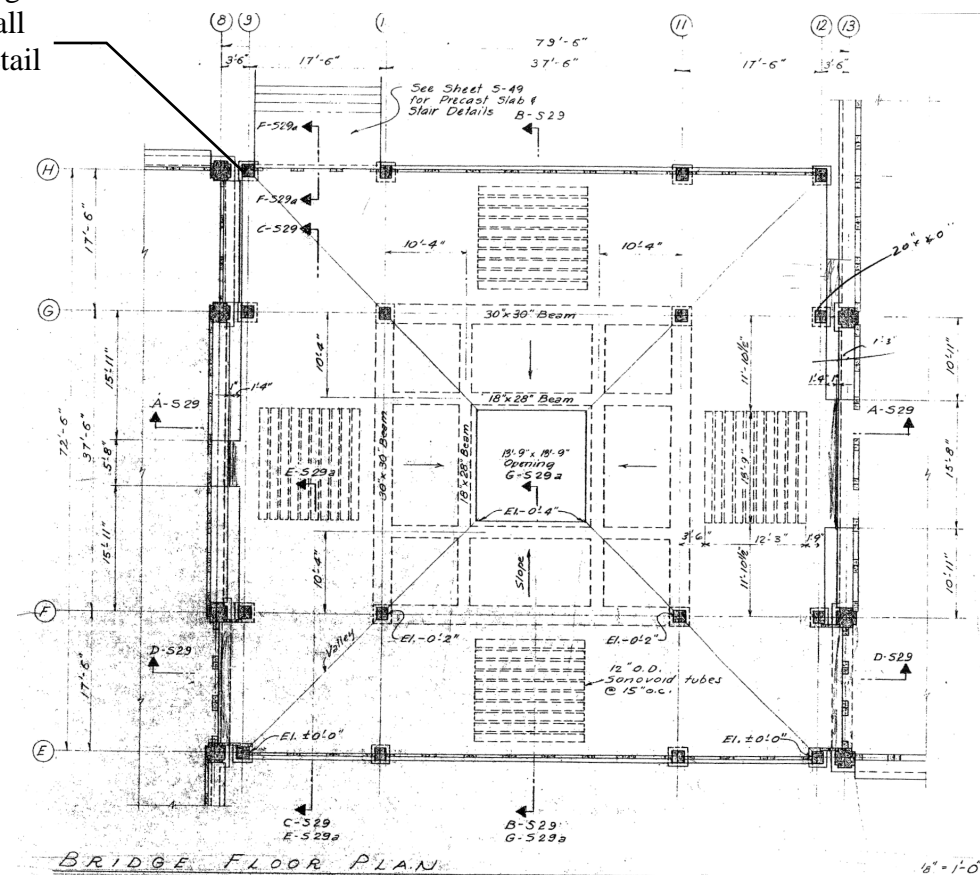 all
tail
8
9
11
12
13
79'-6"
3'6"
17'-6"
37'-6"
17'-6"
3'-6"
See Sheet S-49
for Precast Slab &
Stair Details
F-S29a
B-S29
H
F-S29a
C-S29
17'-6"
10'-4"
10'-4"
20" x 40"
G
30"x30" Beam
10'-4"
11'-10½"
1'-3"
10'-11"
15'-11"
1'-4"
1'4"
18"x28" Beam
A-S29
A-S29
72'-6"
37'-6"
30"x30 Beam
18"x28" Beam
18'-9" x 18'-9"
Opening
G-S29a
E-S29a
15'-9"
15'-8"
5'-8"
El.-0'4"
3'-6"
12'-3"
1'-9"
15'-11"
10'-4"
Slope
11'-10½"
10'-11"
F
El.-0'2"
El.-0'2"
Valley
D-S29
D-S29
12" O.D.
Sonovoid tubes
@ 15" o.c.
17'-6"
El. ±0'0"
El. ±0'0"
E
C-S29
E-S29a
B-S29
G-S29a
BRIDGE FLOOR PLAN
⅛" = 1'-0